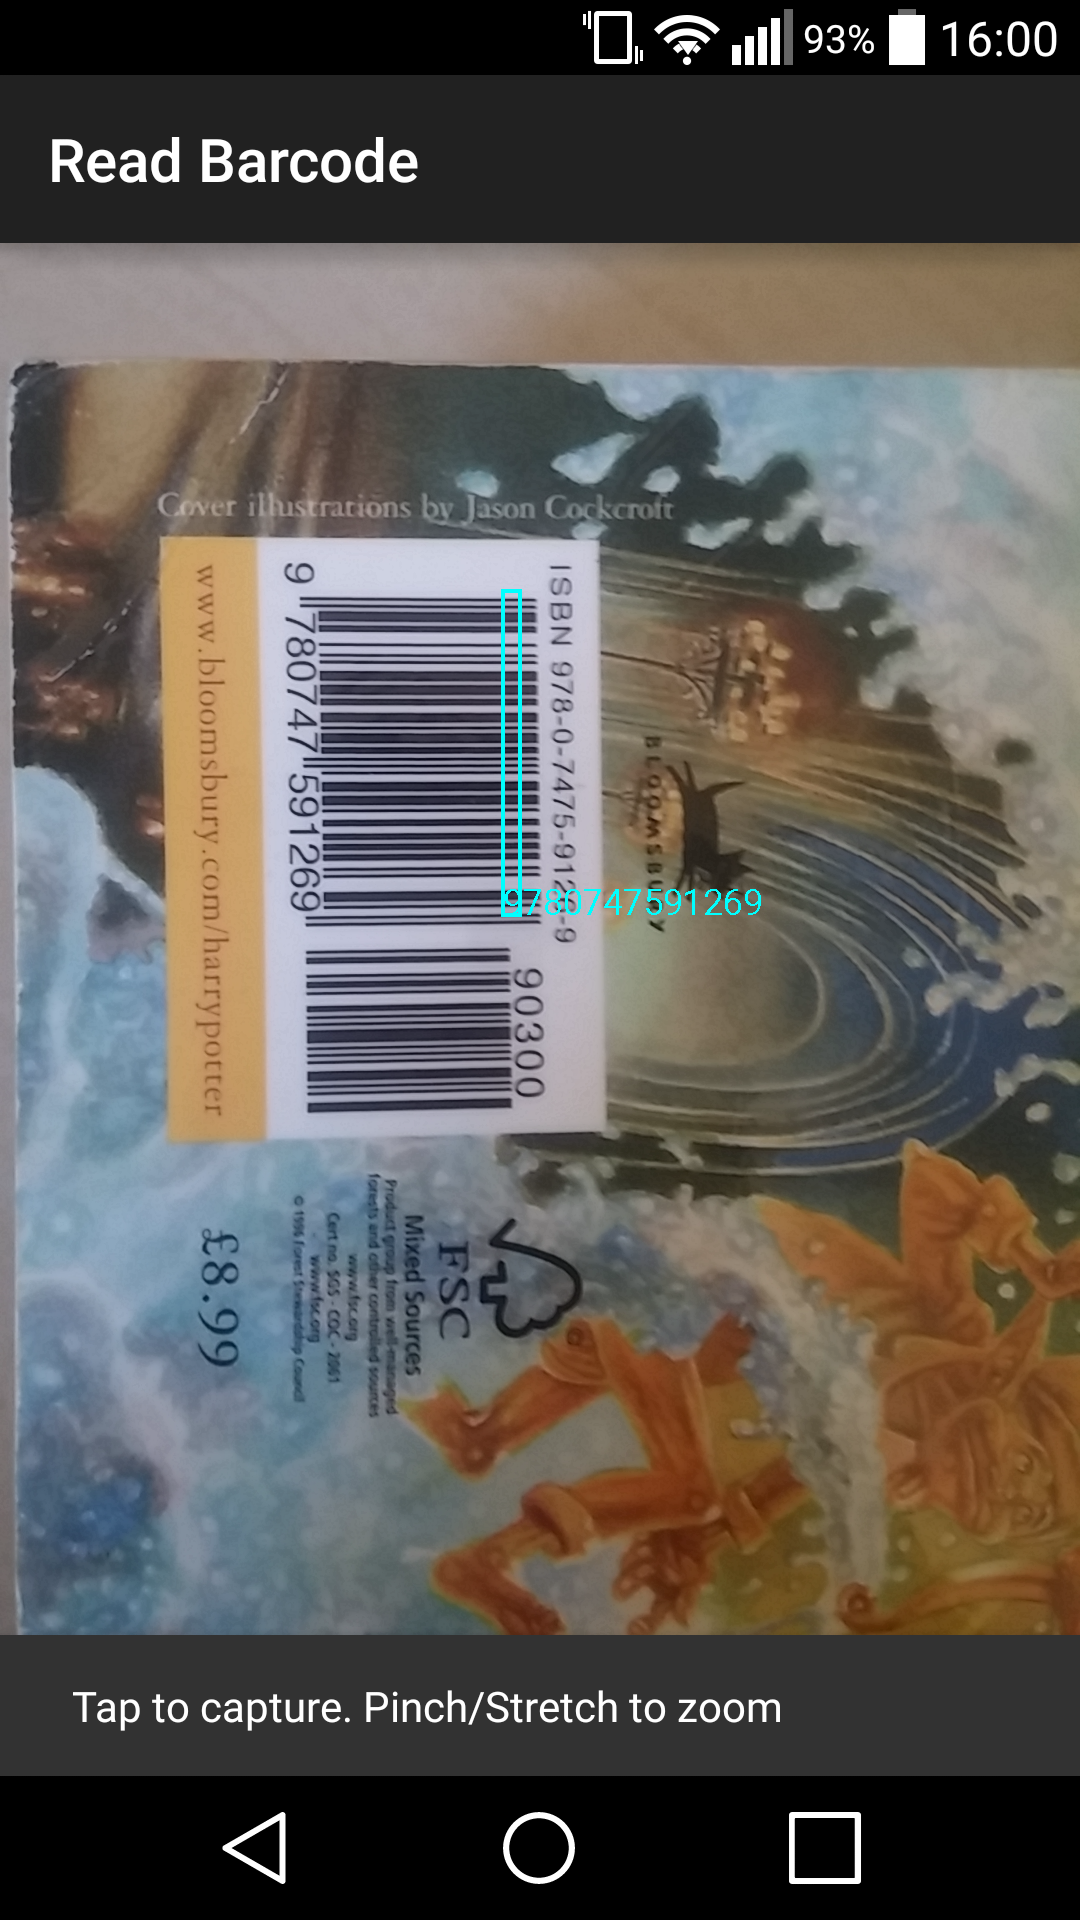 93% 16:00
Read Barcode
Cover illustrations by Jason Cockcroft
ISBN 978-0-7475-9126-9
9 780747 591269
90300
www.bloomsbury.com/harrypotter
BLOOMSBURY
9780747591269
FSC
Mixed Sources
Product group from well-managed
forests and other controlled sources
www.fsc.org
Cert no. SGS - COC - 2061
www.fsc.org
© 1996 Forest Stewardship Council
£8.99
Tap to capture. Pinch/Stretch to zoom